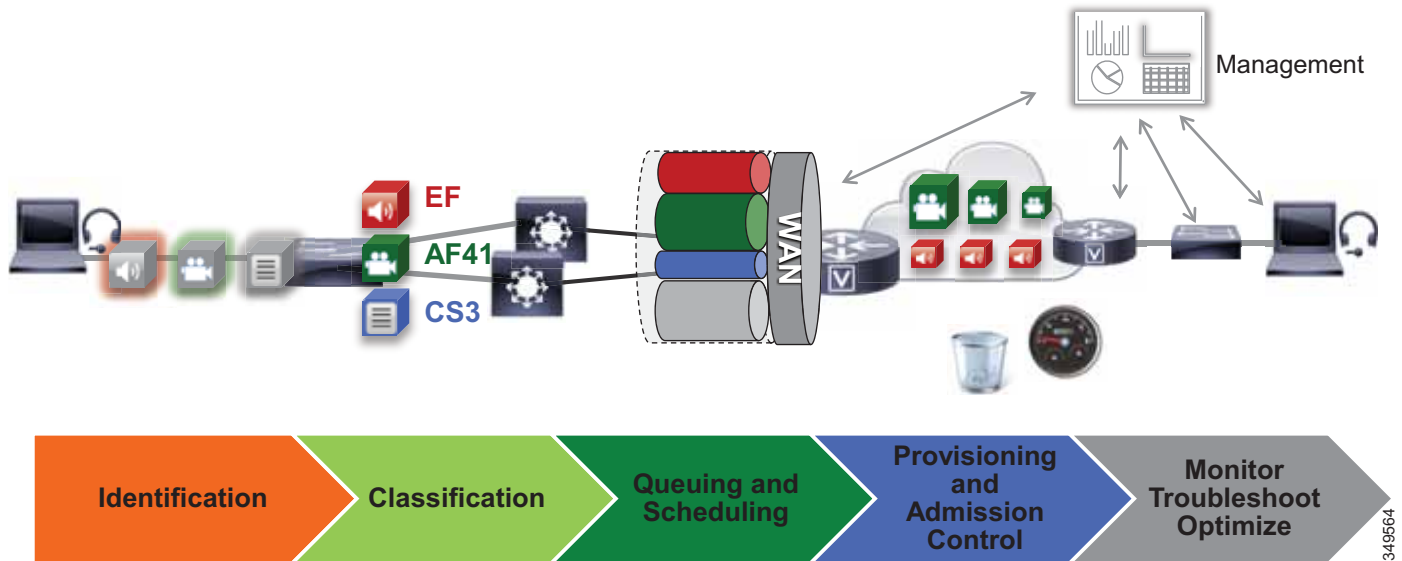 Management
EF
AF41
CS3
WAN
V
V
Identification
Classification
Queuing and
Scheduling
Provisioning
and
Admission
Control
Monitor
Troubleshoot
Optimize
349564